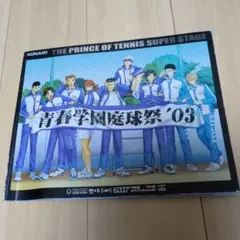 KONAMI
THE PRINCE OF TENNIS SUPER STAGE
青春学園庭球祭'03